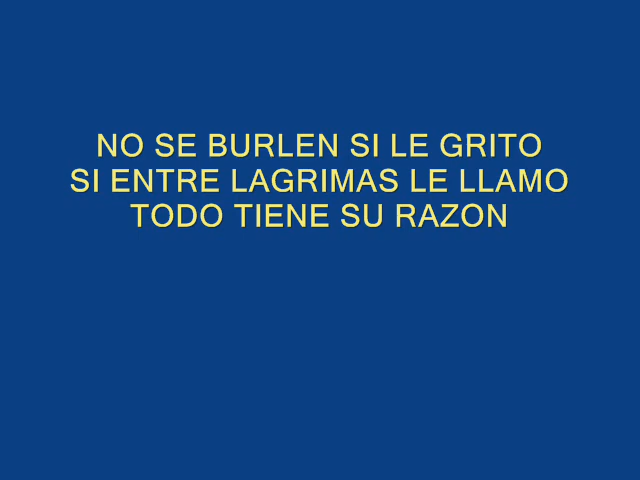 NO SE BURLEN SI LE GRITO
SI ENTRE LAGRIMAS LE LLAMO
TODO TIENE SU RAZON